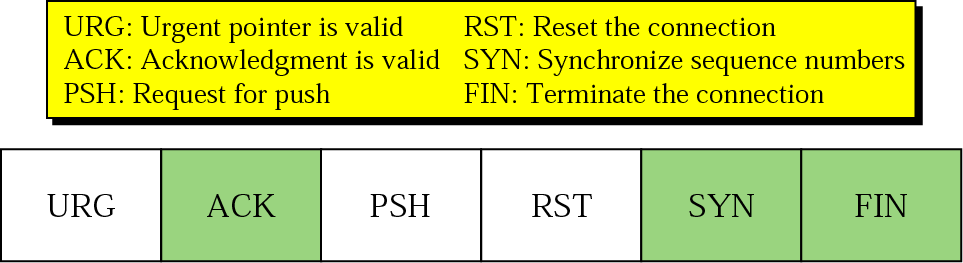 URG: Urgent pointer is valid RST: Reset the connection
ACK: Acknowledgment is valid SYN: Synchronize sequence numbers
PSH: Request for push FIN: Terminate the connection
URG ACK PSH RST SYN FIN